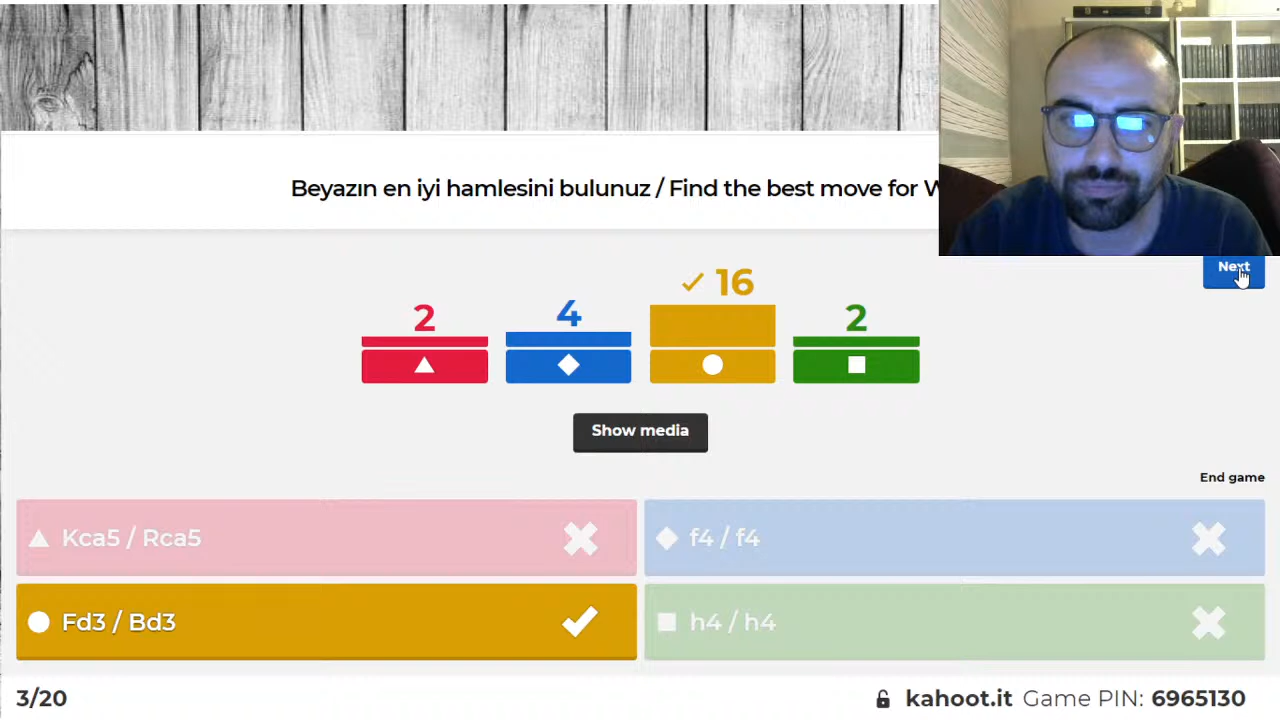 Beyazın en iyi hamlesini bulunuz / Find the best move for
Next
2
4
16
2
Show media
End game
Kca5 / Rca5
f4 / f4
Fd3 / Bd3
h4 / h4
3/20
kahoot.it Game PIN: 6965130